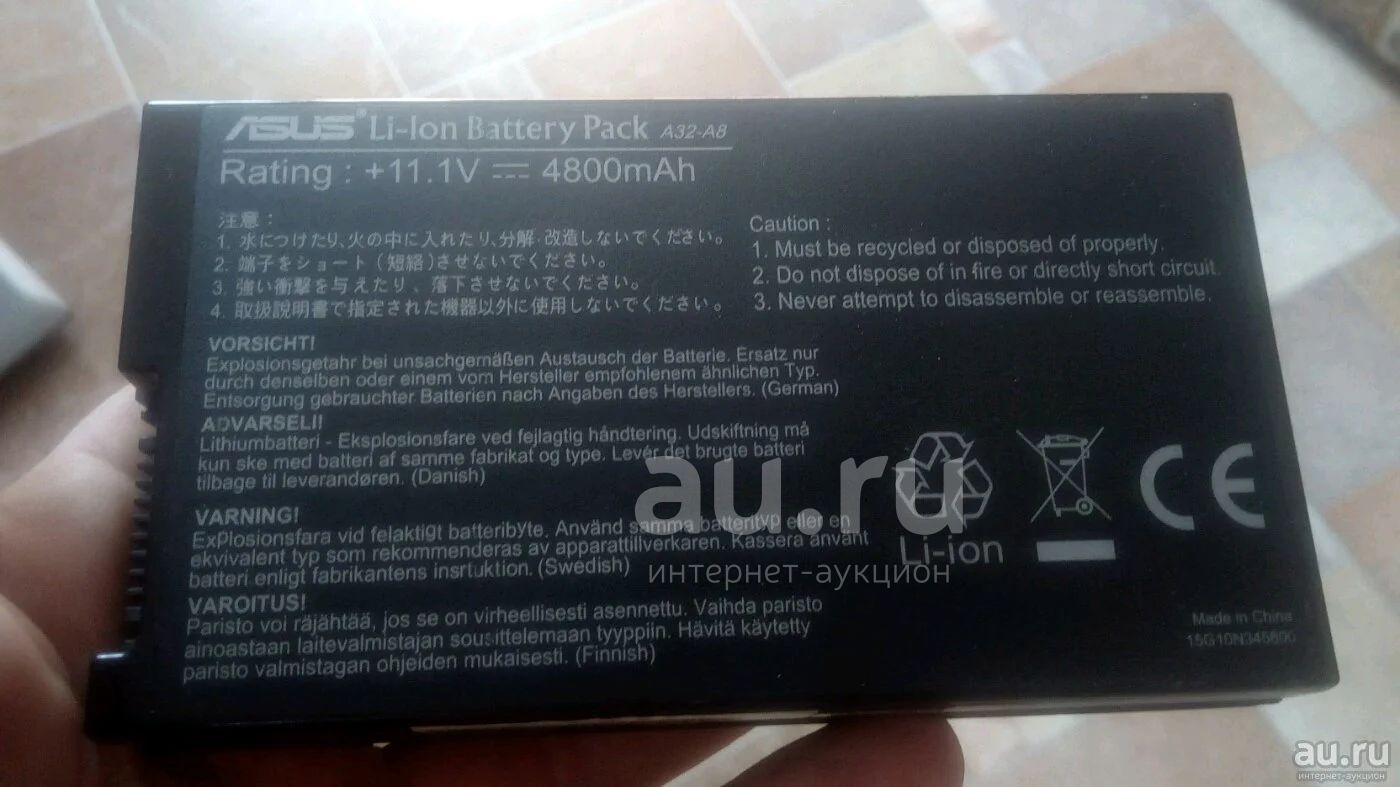 ASUS Li-Ion Battery Pack A32-A8
Rating : +11.1V 4800mAh
注意 :
1. 水につけたり、火の中に入れたり、分解・改造しないでください。
2. 端子をショート (短絡)させないでください。
3. 強い衝撃を与えたり、落下させないでください。
4. 取扱説明書で指定された機器以外に使用しないでください。
Caution :
1. Must be recycled or disposed of properly.
2. Do not dispose of in fire or directly short circuit.
3. Never attempt to disassemble or reassemble.
VORSICHT!
Explosionsgetahr bei unsachgemäßen Austausch der Batterie. Ersatz nur
durch denselben oder einem vom Hersteller empfohlenem ähnlichen Typ.
Entsorgung gebrauchter Batterien nach Angaben des Herstellers. (German)
ADVARSELI!
Lithiumbatteri - Eksplosionsfare ved fejlagtig håndtering. Udskiftning må
kun ske med batteri af samme fabrikat og type. Levér det brugte batteri
tilbage til leverandøren. (Danish)
VARNING!
ExPlosionsfara vid felaktigt batteribyte. Använd samma batterityp eller en
ekvivalent typ som rekommenderas av apparattillverkaren. Kassera använt
batteri enligt fabrikantens insrtuktion. (Swedish)
VAROITUS!
Paristo voi räjähtää, jos se on virheellisesti asennettu. Vaihda paristo
ainoastaan laitevalmistajan sousittelemaan tyyppiin. Hävitä käytetty
paristo valmistagan ohjeiden mukaisesti. (Finnish)
Li-ion
CE
Made in China
15G10N345800
au.ru
интернет-аукцион
au.ru
интернет-аукцион